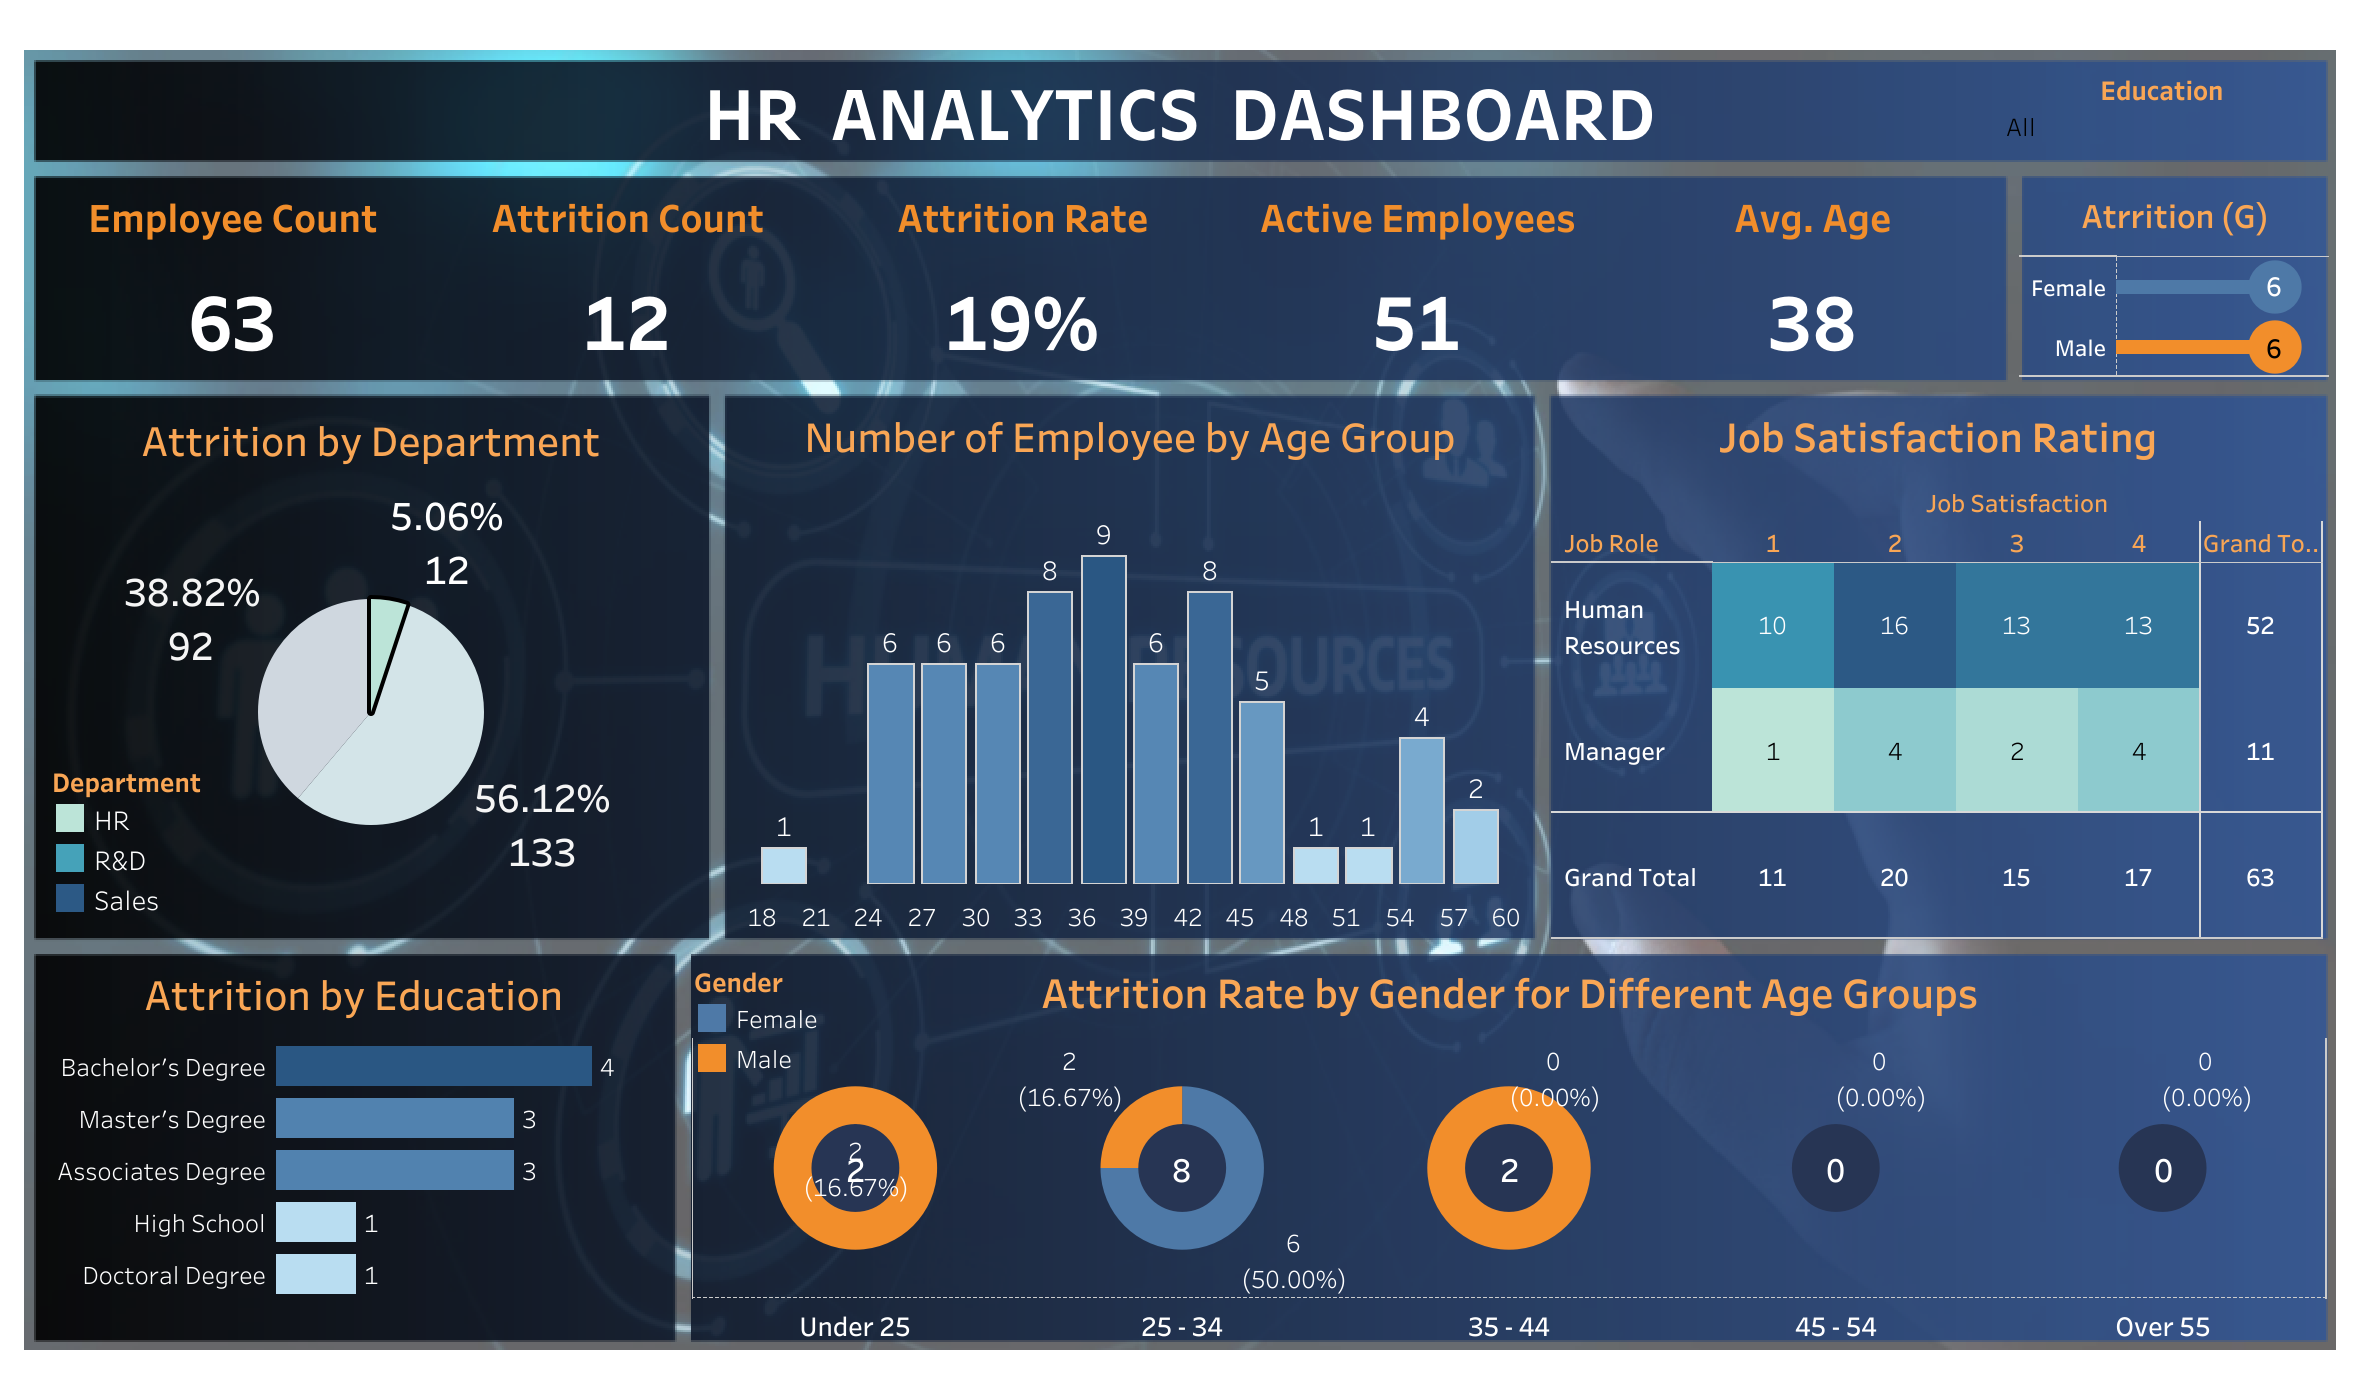 HR ANALYTICS DASHBOARD
Education
All
Employee Count
Attrition Count
Attrition Rate
Active Employees
Avg. Age
63
12
19%
51
38
Atrrition (G)
Female
6
Male
6
Attrition by Department
5.06%
12
38.82%
92
56.12%
133
Department
HR
R&D
Sales
Number of Employee by Age Group
HUMAN RESOURCES
1
6
6
6
8
9
6
8
5
1
1
4
2
18 21 24 27 30 33 36 39 42 45 48 51 54 57 60
Job Satisfaction Rating
Job Satisfaction
Job Role 1 2 3 4 Grand To..
Human
Resources
10 16 13 13 52
Manager 1 4 2 4 11
Grand Total 11 20 15 17 63
Attrition by Education
Bachelor's Degree 4
Master's Degree 3
Associates Degree 3
High School 1
Doctoral Degree 1
Gender
Female
Male
Attrition Rate by Gender for Different Age Groups
2
2
(16.67%)
2
(16.67%)
8
6
(50.00%)
0
(0.00%)
2
0
(0.00%)
0
0
(0.00%)
0
Under 25
25 - 34
35 - 44
45 - 54
Over 55